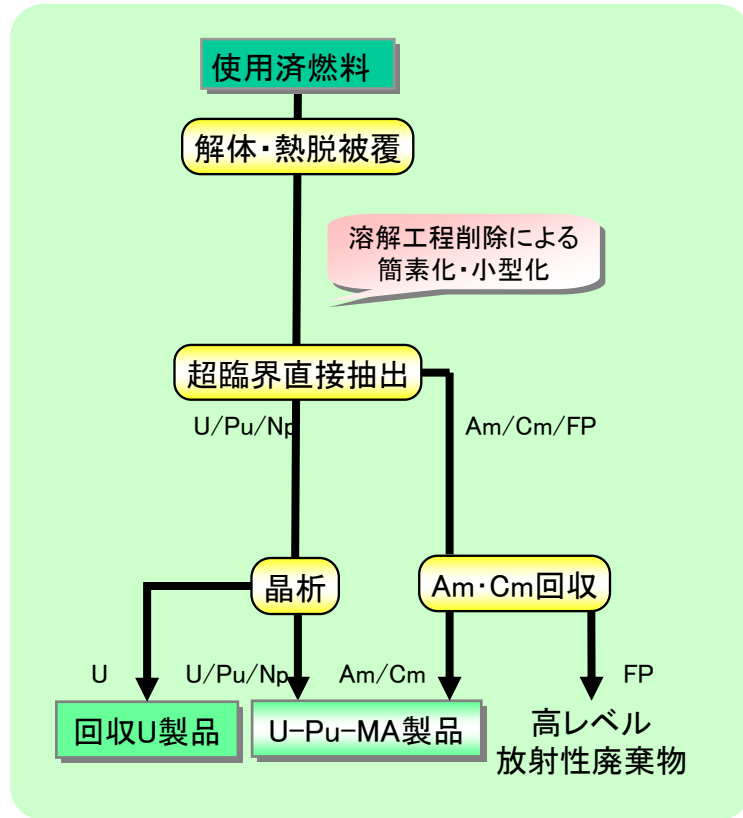 使用済燃料
解体・熱脱被覆
溶解工程削除による
簡素化・小型化
超臨界直接抽出
U/Pu/Np
Am/Cm/FP
晶析
Am・Cm回収
U
U/Pu/Np
Am/Cm
FP
回収U製品
U-Pu-MA製品
高レベル
放射性廃棄物